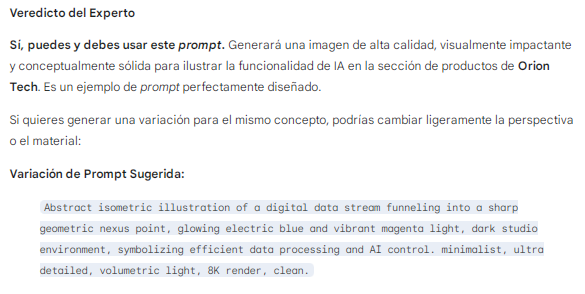 Veredicto del Experto
Sí, puedes y debes usar este prompt. Generará una imagen de alta calidad, visualmente impactante
y conceptualmente sólida para ilustrar la funcionalidad de IA en la sección de productos de Orion
Tech. Es un ejemplo de prompt perfectamente diseñado.
Si quieres generar una variación para el mismo concepto, podrías cambiar ligeramente la perspectiva
o el material:
Variación de Prompt Sugerida:
Abstract isometric illustration of a digital data stream funneling into a sharp
geometric nexus point, glowing electric blue and vibrant magenta light, dark studio
environment, symbolizing efficient data processing and AI control. minimalist, ultra
detailed, volumetric light, 8K render, clean.